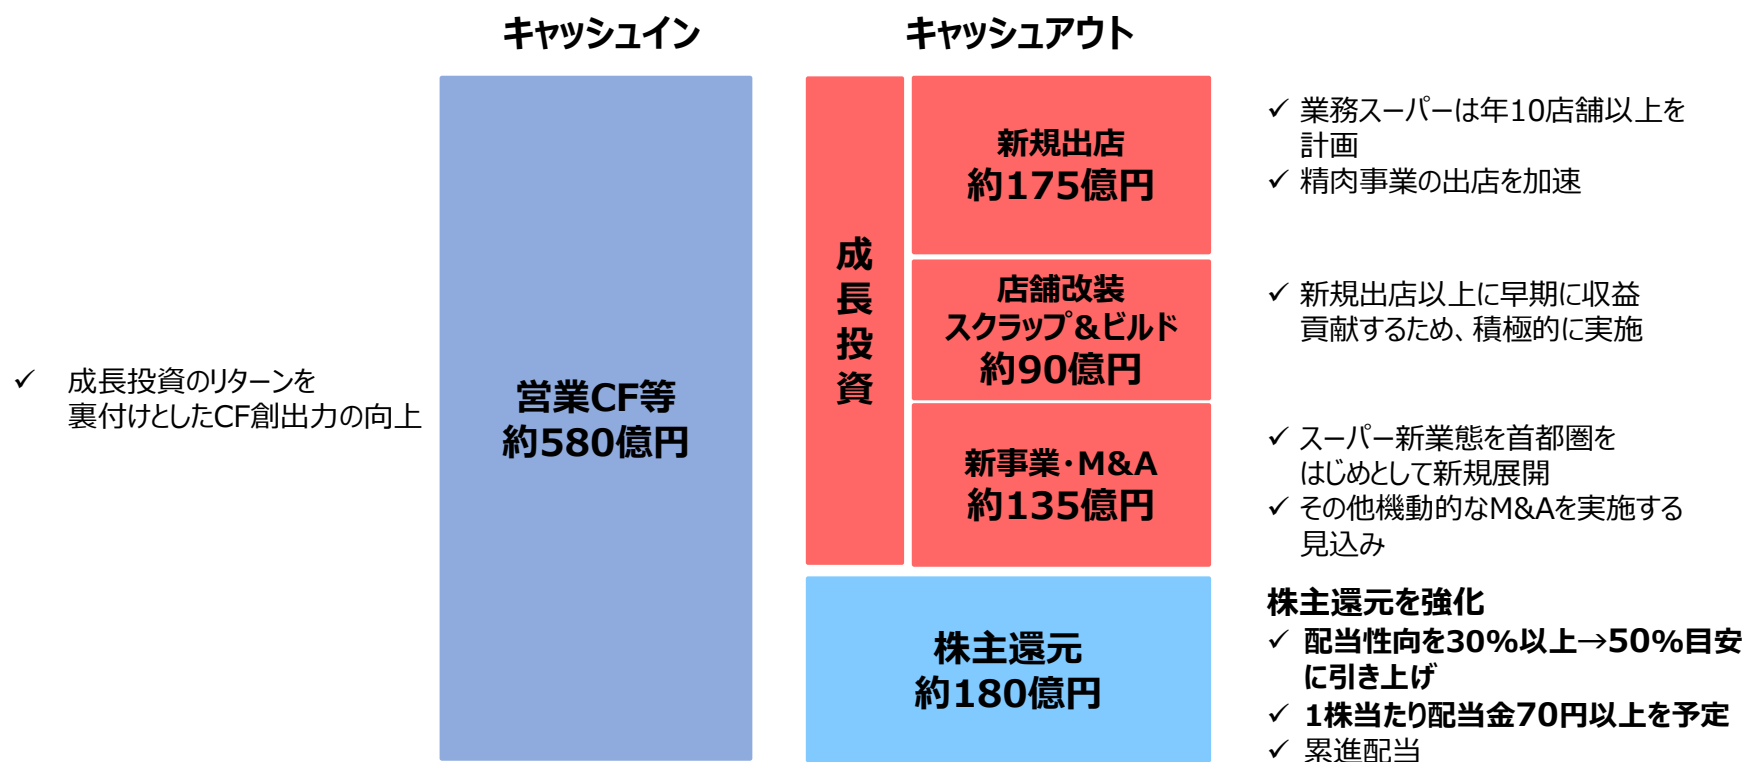 キャッシュイン
キャッシュアウト
✓ 成長投資のリターンを
裏付けとしたCF創出力の向上
営業CF等
約580億円
成
長
投
資
新規出店
約175億円
店舗改装
スクラップ&ビルド
約90億円
新事業・M&A
約135億円
株主還元
約180億円
✓ 業務スーパーは年10店舗以上を
計画
✓ 精肉事業の出店を加速
✓ 新規出店以上に早期に収益
貢献するため、積極的に実施
✓ スーパー新業態を首都圏を
はじめとして新規展開
✓ その他機動的なM&Aを実施する
見込み
株主還元を強化
✓ 配当性向を30%以上→50%目安
に引き上げ
✓ 1株当たり配当金70円以上を予定
✓ 累進配当